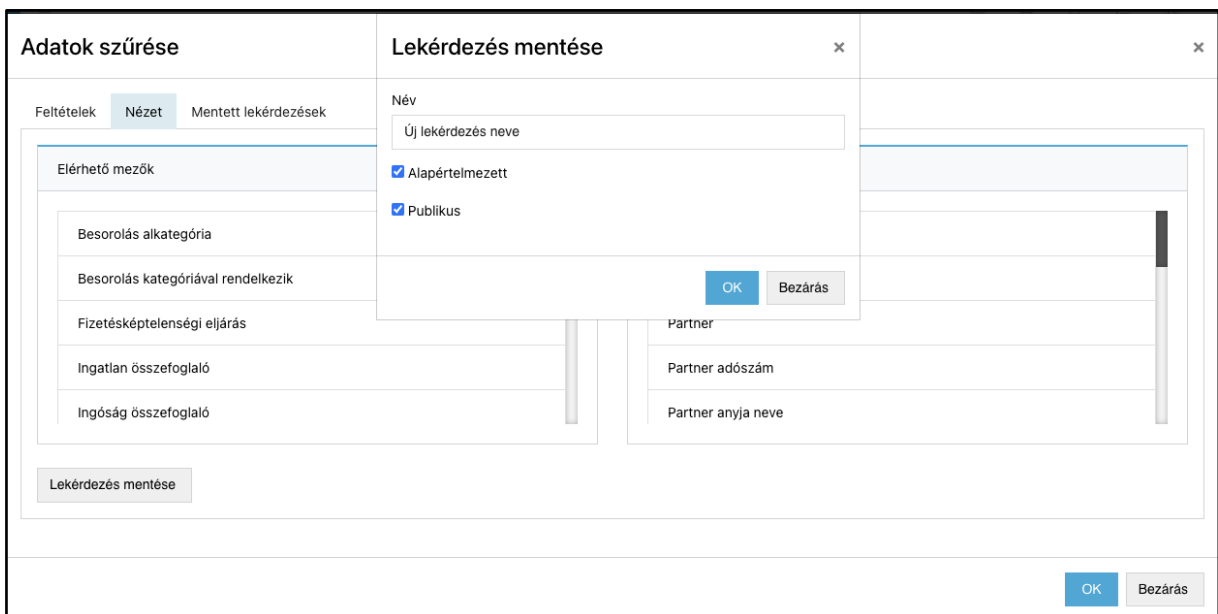 Adatok szűrése
×
Feltételek
Nézet
Mentett lekérdezések
Elérhető mezők
Besorolás alkategória
Besorolás kategóriával rendelkezik
Fizetésképtelenségi eljárás
Ingatlan összefoglaló
Ingóság összefoglaló
Partner
Partner adószám
Partner anyja neve
Lekérdezés mentése
OK
Bezárás
Lekérdezés mentése
×
Név
Új lekérdezés neve
Alapértelmezett
Publikus
OK
Bezárás